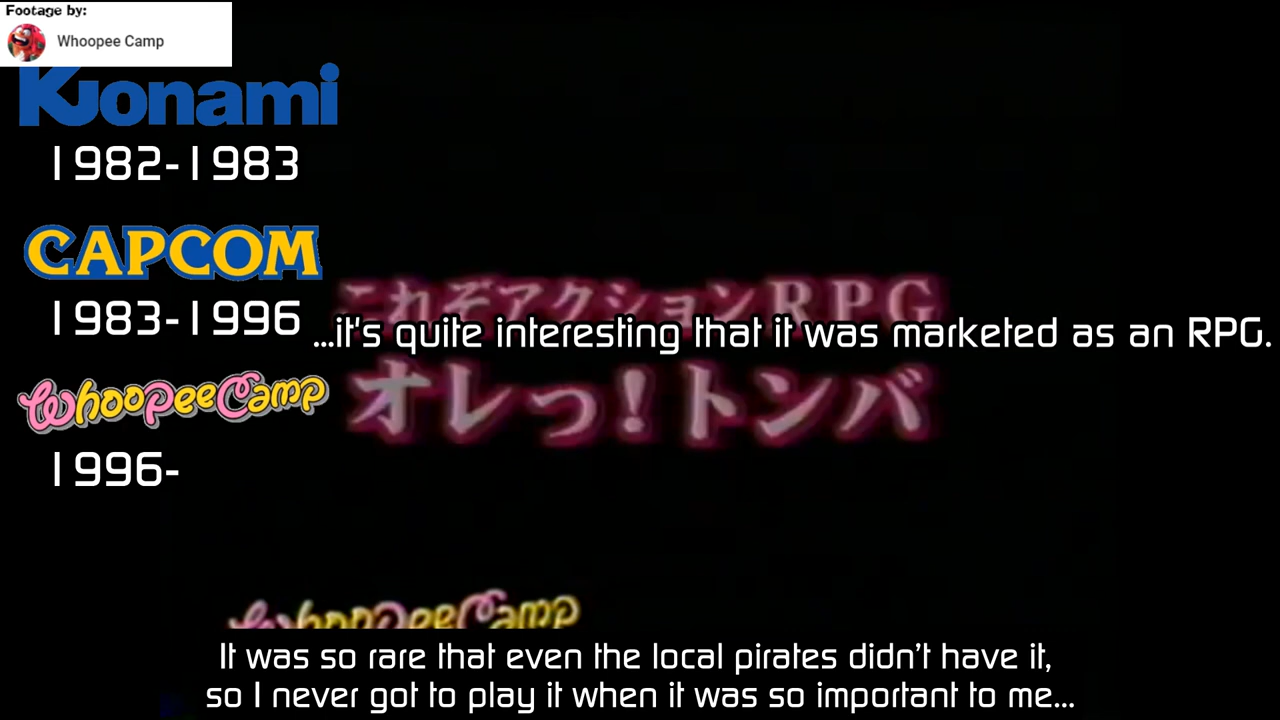 Footage by:
Whoopee Camp
Konami
1982-1983
CAPCOM
1983-1996
WhoopeeCamp
1996-
これぞアクションRPG
...it's quite interesting that it was marketed as an RPG.
オレっ!トンバ
WhoopeeCamp
It was so rare that even the local pirates didn't have it,
so I never got to play it when it was so important to me...